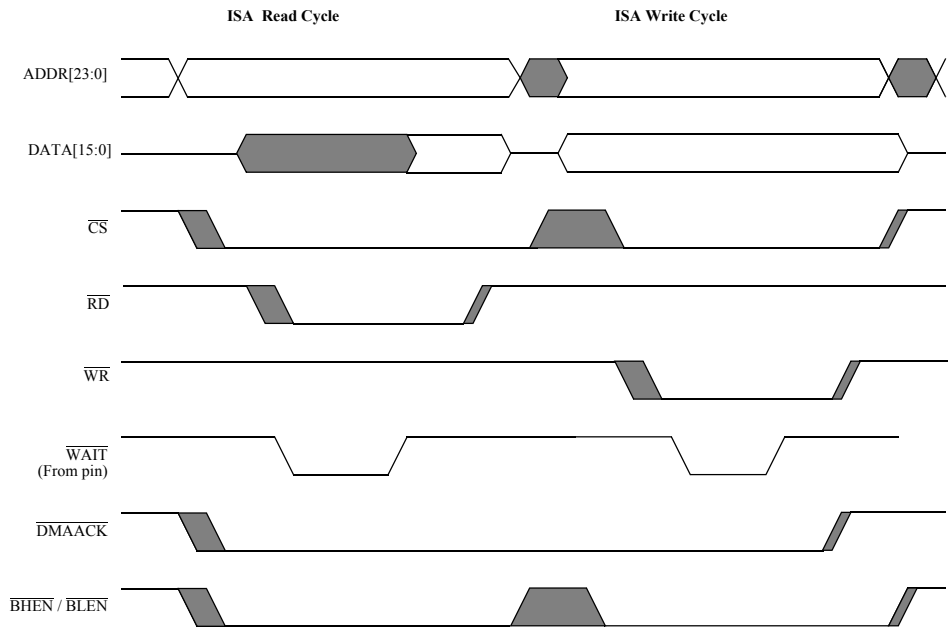 ISA Read Cycle
ISA Write Cycle
ADDR[23:0]
DATA[15:0]
CS
RD
WR
WAIT
(From pin)
DMAACK
BHEN / BLEN